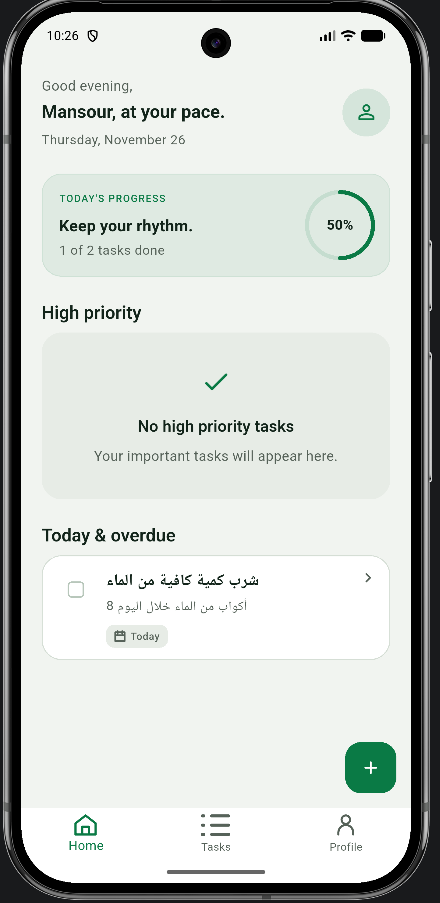 10:26
Good evening,
Mansour, at your pace.
Thursday, November 26
TODAY'S PROGRESS
Keep your rhythm.
1 of 2 tasks done
50%
High priority
No high priority tasks
Your important tasks will appear here.
Today & overdue
شرب كمية كافية من الماء
8 أكواب من الماء خلال اليوم
Today
Home
Tasks
Profile